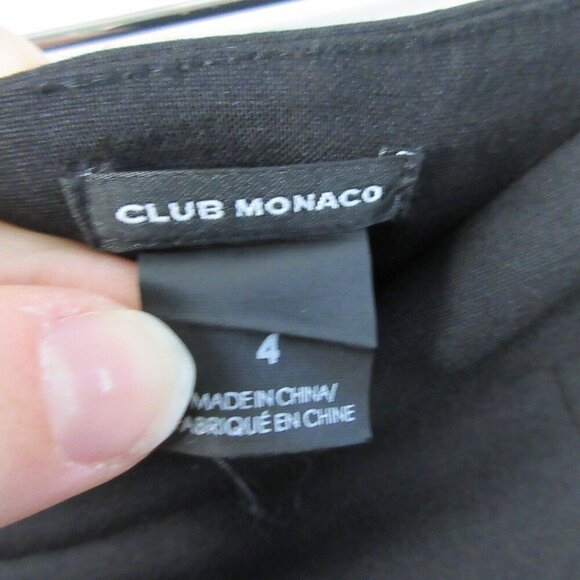 CLUB MONACO
4
MADE IN CHINA/
FABRIQUÉ EN CHINE